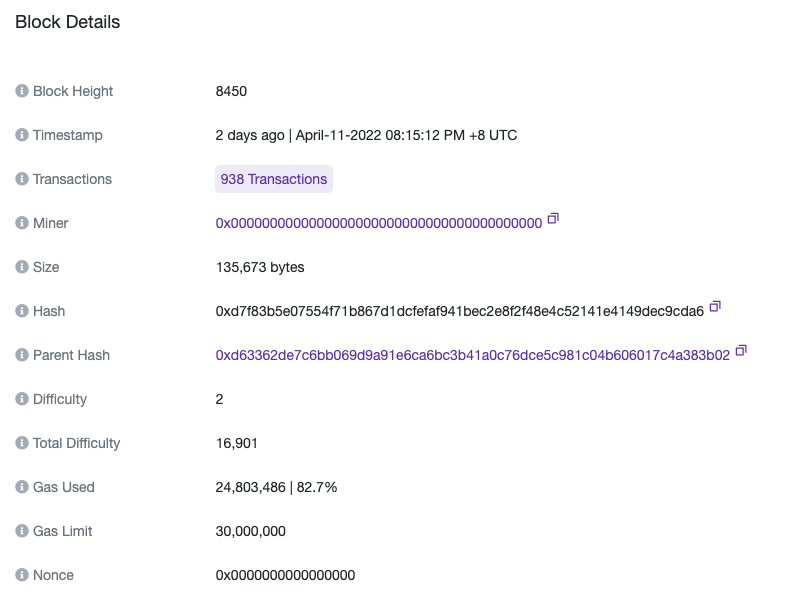 Block Details
Block Height 8450
Timestamp 2 days ago | April-11-2022 08:15:12 PM +8 UTC
Transactions 938 Transactions
Miner 0x0000000000000000000000000000000000000000
Size 135,673 bytes
Hash 0xd7f83b5e07554f71b867d1dcfefaf941bec2e8f2f48e4c52141e4149dec9cda6
Parent Hash 0xd63362de7c6bb069d9a91e6ca6bc3b41a0c76dce5c981c04b606017c4a383b02
Difficulty 2
Total Difficulty 16,901
Gas Used 24,803,486 | 82.7%
Gas Limit 30,000,000
Nonce 0x0000000000000000